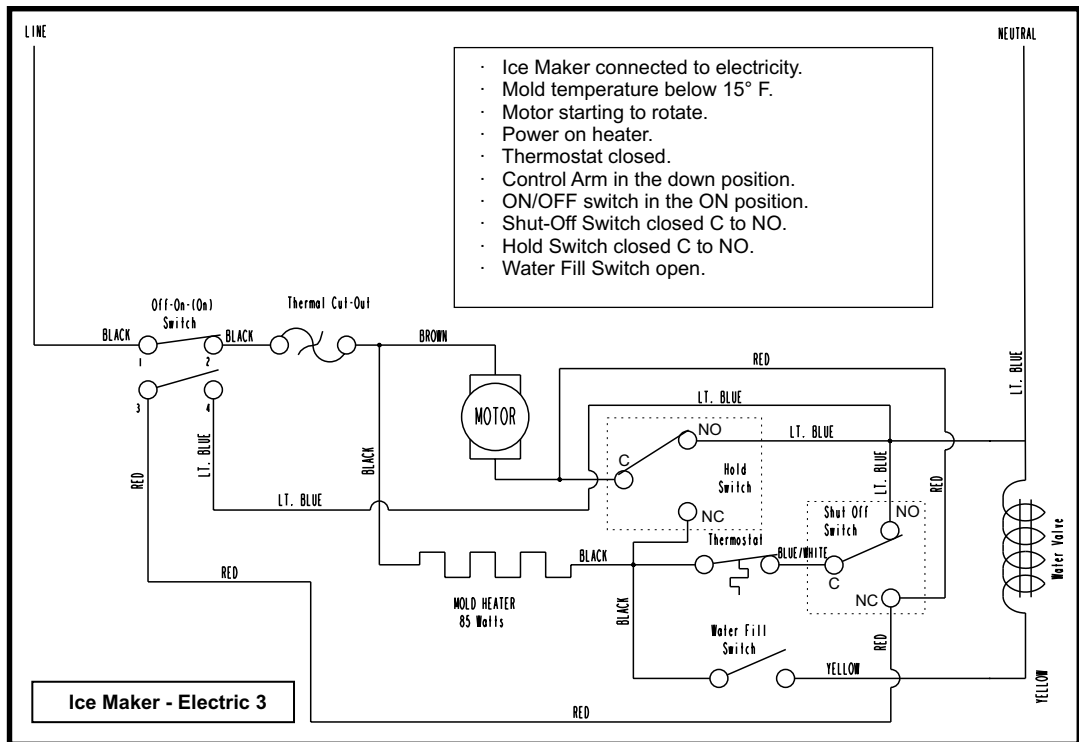 LINE
NEUTRAL
· Ice Maker connected to electricity.
· Mold temperature below 15° F.
· Motor starting to rotate.
· Power on heater.
· Thermostat closed.
· Control Arm in the down position.
· ON/OFF switch in the ON position.
· Shut-Off Switch closed C to NO.
· Hold Switch closed C to NO.
· Water Fill Switch open.
Off-On-(On)
Switch
Thermal Cut-Out
BLACK
BLACK
BROWN
1
2
3
4
RED
LT. BLUE
LT. BLUE
MOTOR
NO
LT. BLUE
C
Hold
Switch
NC
RED
LT. BLUE
BLACK
LT. BLUE
LT. BLUE
RED
Shut Off
Switch
NO
C
NC
Thermostat
BLUE/WHITE
BLACK
RED
MOLD HEATER
85 Watts
BLACK
Water Valve
Water Fill
Switch
RED
YELLOW
YELLOW
Ice Maker - Electric 3
RED